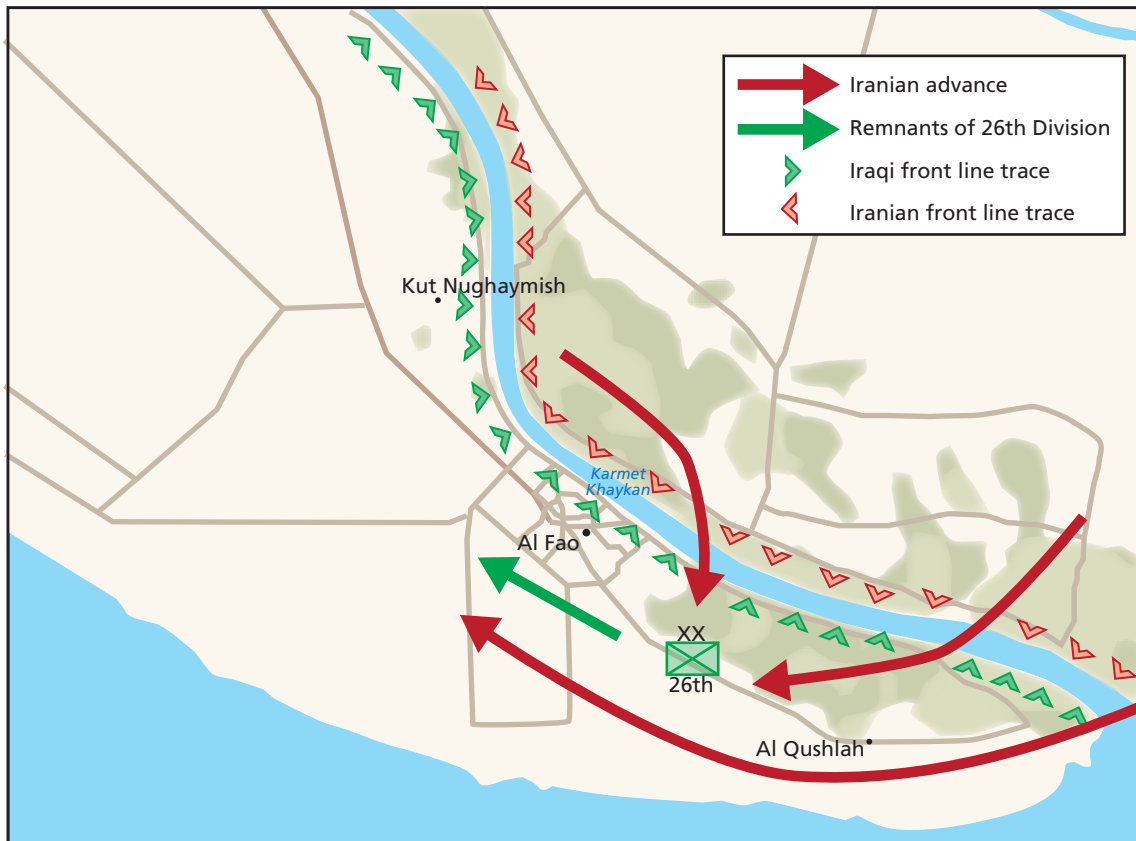 Iranian advance
Remnants of 26th Division
Iraqi front line trace
Iranian front line trace
Kut Nughaymish
Karmet
Khaykan
Al Fao
XX
26th
Al Qushlah